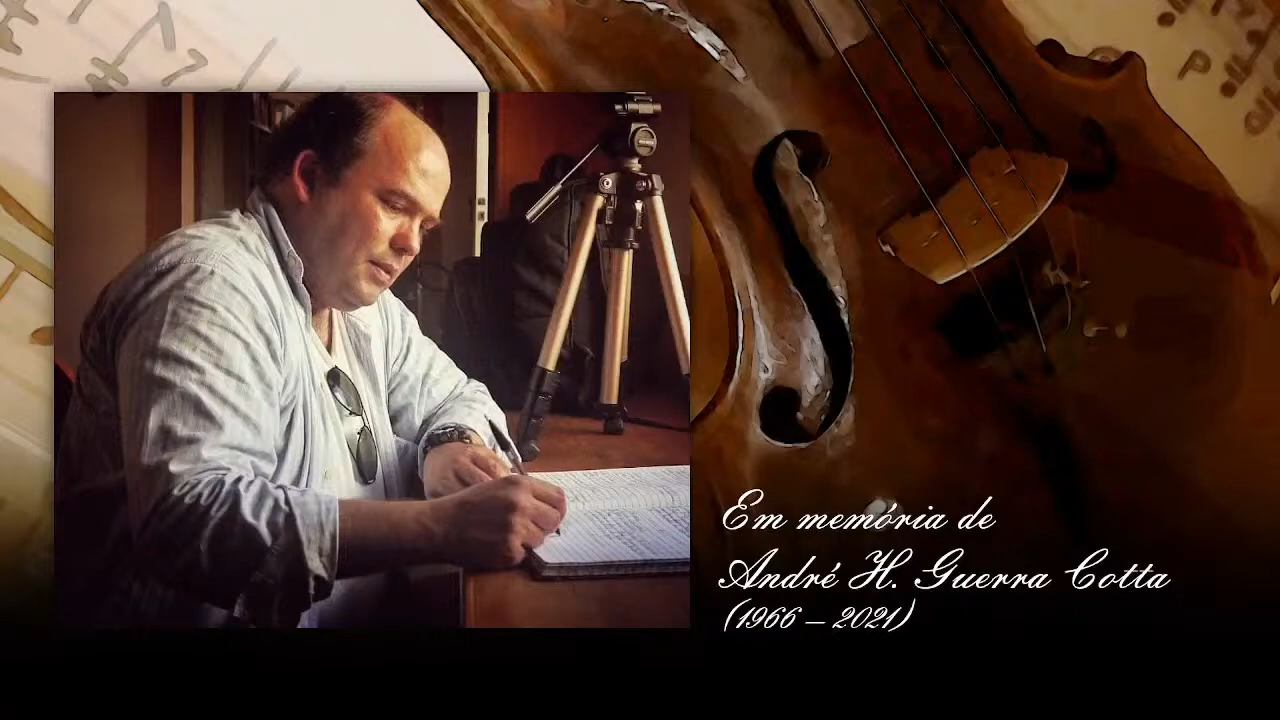 Em memória de
André H. Guerra Cotta
(1966 – 2021)